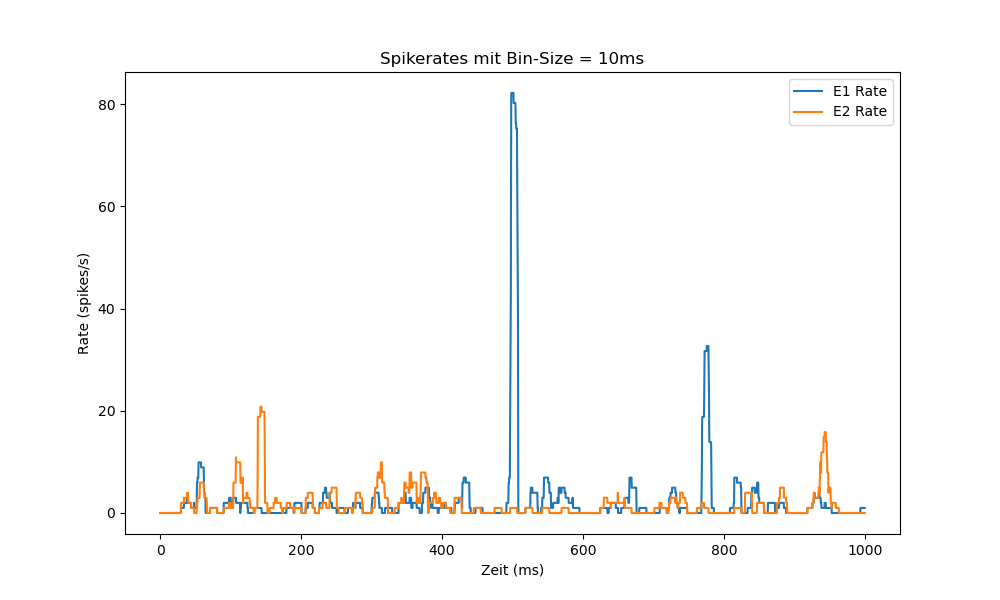 Spikerates mit Bin-Size = 10ms
E1 Rate
E2 Rate
80
60
40
20
0
Rate (spikes/s)
0 200 400 600 800 1000
Zeit (ms)